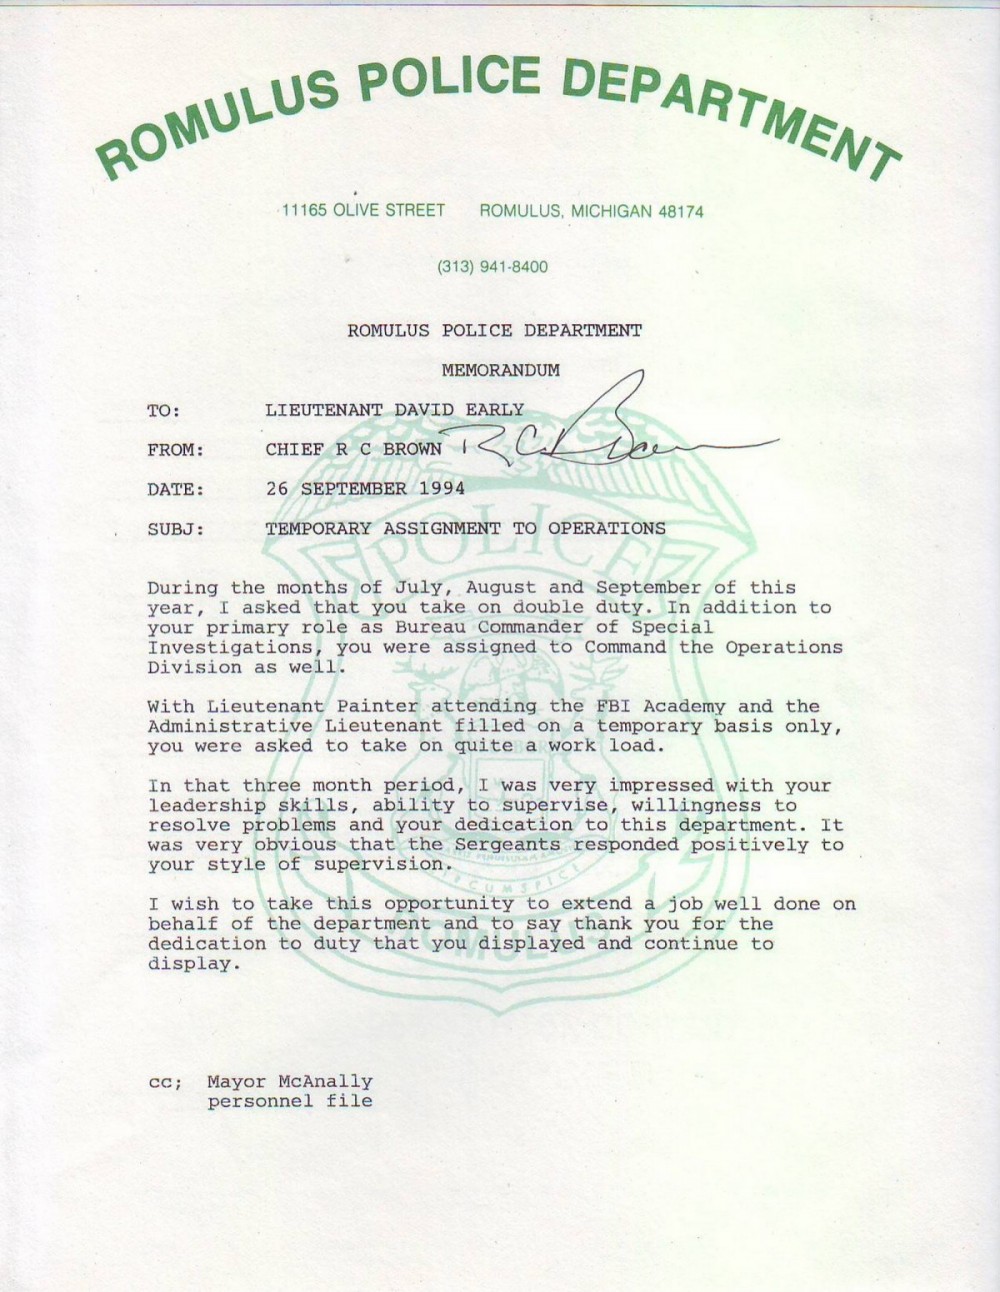 ROMULUS POLICE DEPARTMENT
11165 OLIVE STREET ROMULUS, MICHIGAN 48174
(313) 941-8400
ROMULUS POLICE DEPARTMENT
MEMORANDUM
TO: LIEUTENANT DAVID EARLY
FROM: CHIEF R C BROWN R C Brown
DATE: 26 SEPTEMBER 1994
SUBJ: TEMPORARY ASSIGNMENT TO OPERATIONS
POLICE
During the months of July, August and September of this
year, I asked that you take on double duty. In addition to
your primary role as Bureau Commander of Special
Investigations, you were assigned to Command the Operations
Division as well.
With Lieutenant Painter attending the FBI Academy and the
Administrative Lieutenant filled on a temporary basis only,
you were asked to take on quite a work load.
In that three month period, I was very impressed with your
leadership skills, ability to supervise, willingness to
resolve problems and your dedication to this department. It
was very obvious that the Sergeants responded positively to
your style of supervision.
I wish to take this opportunity to extend a job well done on
behalf of the department and to say thank you for the
dedication to duty that you displayed and continue to
display.
ROMULUS
cc; Mayor McAnally
personnel file